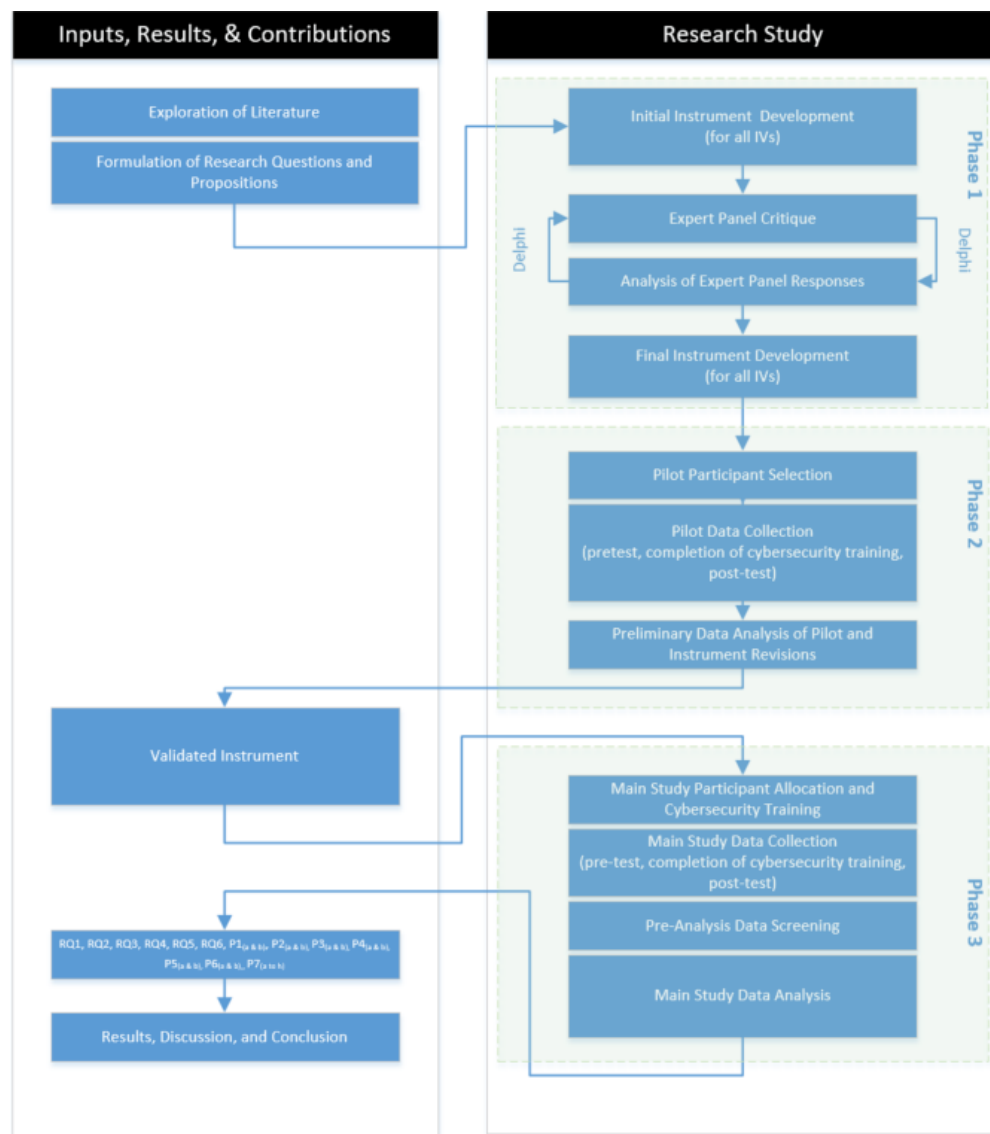 Inputs, Results, & Contributions
Exploration of Literature
Formulation of Research Questions and
Propositions
Validated Instrument
RQ1, RQ2, RQ3, RQ4, RQ5, RQ6, P1(a & b), P2(a & b), P3(a & b), P4(a & b),
P5(a & b), P6(a & b), P7(a to h)
Results, Discussion, and Conclusion
Research Study
Phase 1
Initial Instrument Development
(for all IVs)
Expert Panel Critique
Delphi
Delphi
Analysis of Expert Panel Responses
Final Instrument Development
(for all IVs)
Phase 2
Pilot Participant Selection
Pilot Data Collection
(pretest, completion of cybersecurity training,
post-test)
Preliminary Data Analysis of Pilot and
Instrument Revisions
Phase 3
Main Study Participant Allocation and
Cybersecurity Training
Main Study Data Collection
(pre-test, completion of cybersecurity training,
post-test)
Pre-Analysis Data Screening
Main Study Data Analysis